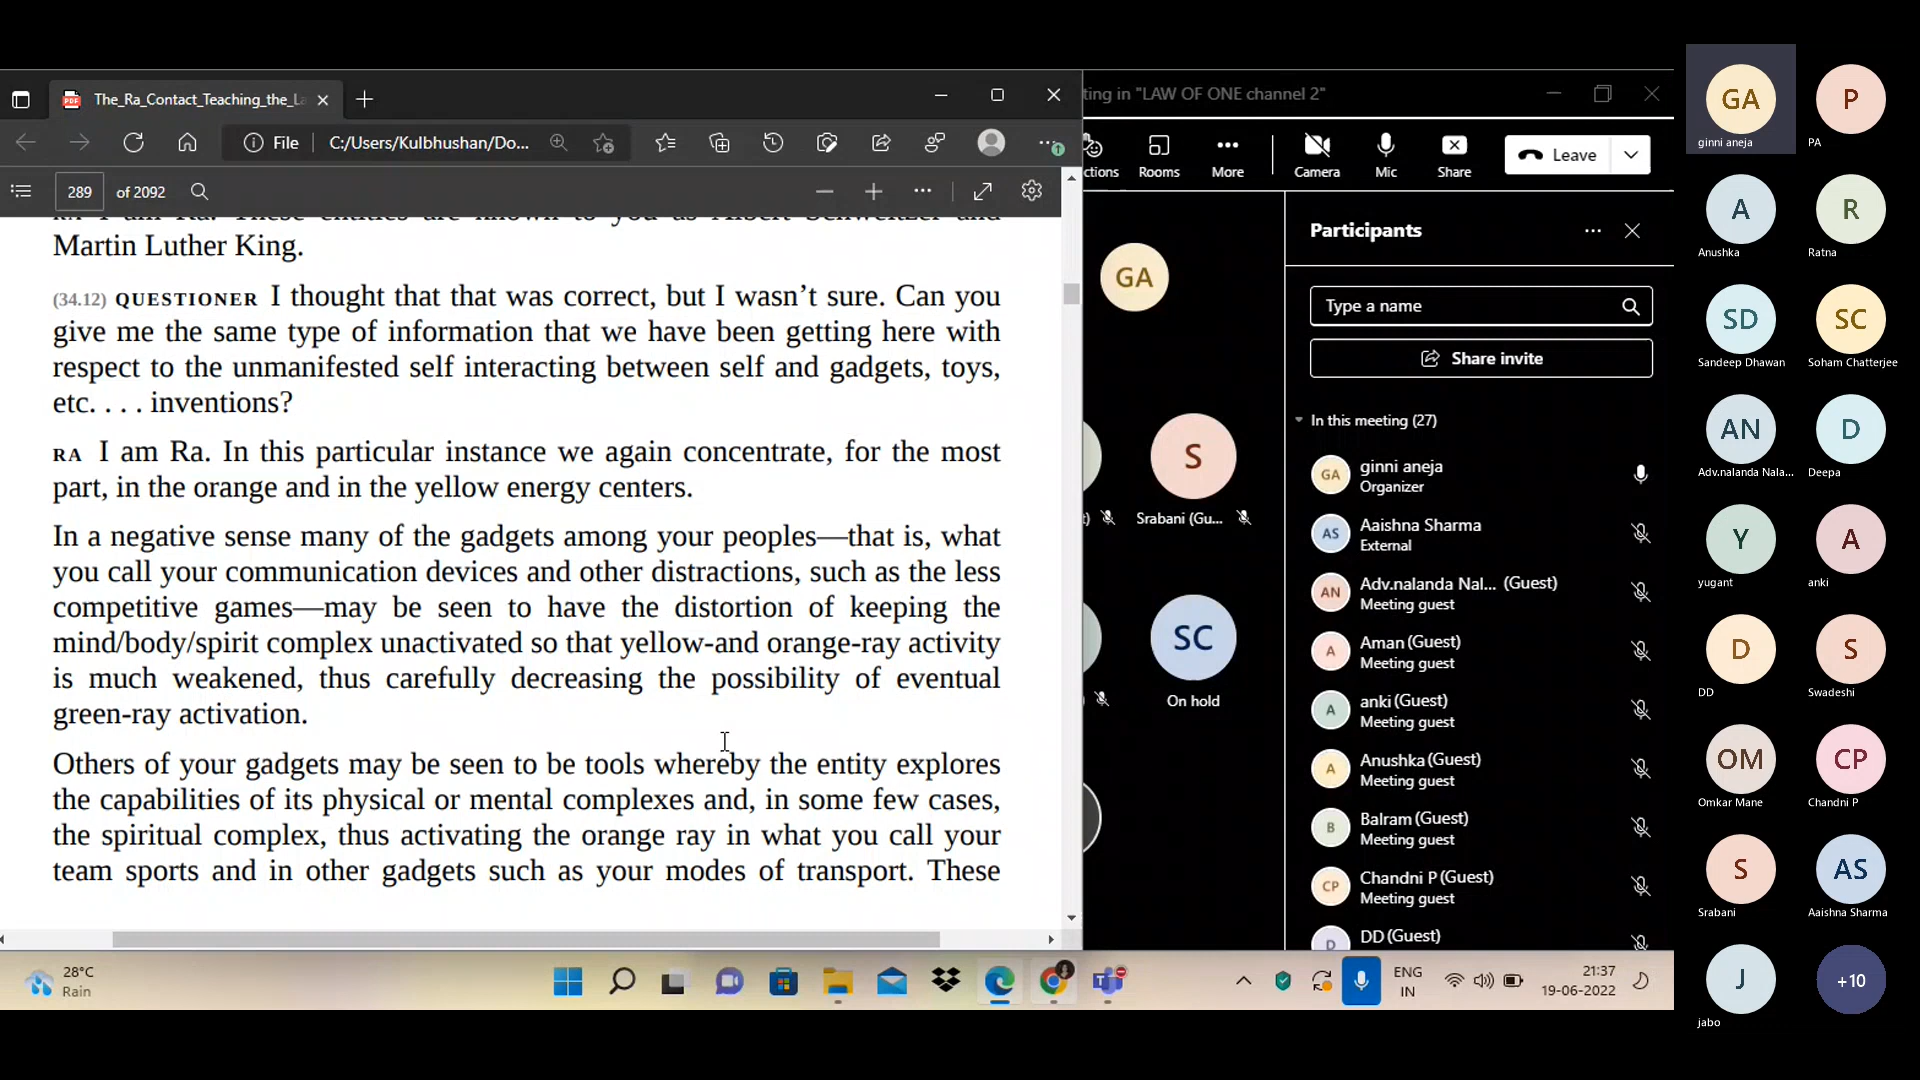 The_Ra_Contact_Teaching_the_La
File
C:/Users/Kulbhushan/Do...
289
of 2092
RA I am Ra. These entities are known to you as Albert Schweitzer and
Martin Luther King.
(34.12) QUESTIONER I thought that that was correct, but I wasn’t sure. Can you
give me the same type of information that we have been getting here with
respect to the unmanifested self interacting between self and gadgets, toys,
etc. . . . inventions?
RA I am Ra. In this particular instance we again concentrate, for the most
part, in the orange and in the yellow energy centers.
In a negative sense many of the gadgets among your peoples—that is, what
you call your communication devices and other distractions, such as the less
competitive games—may be seen to have the distortion of keeping the
mind/body/spirit complex unactivated so that yellow-and orange-ray activity
is much weakened, thus carefully decreasing the possibility of eventual
green-ray activation.
Others of your gadgets may be seen to be tools whereby the entity explores
the capabilities of its physical or mental complexes and, in some few cases,
the spiritual complex, thus activating the orange ray in what you call your
team sports and in other gadgets such as your modes of transport. These
ting in "LAW OF ONE channel 2"
ctions
Rooms
More
Camera
Mic
Share
Leave
GA
S
t)
Srabani (Gu...
SC
)
On hold
Participants
Type a name
Share invite
In this meeting (27)
GA
ginni aneja
Organizer
AS
Aaishna Sharma
External
AN
Adv.nalanda Nal... (Guest)
Meeting guest
A
Aman (Guest)
Meeting guest
A
anki (Guest)
Meeting guest
A
Anushka (Guest)
Meeting guest
B
Balram (Guest)
Meeting guest
CP
Chandni P (Guest)
Meeting guest
D
DD (Guest)
GA
ginni aneja
P
PA
A
Anushka
R
Ratna
SD
Sandeep Dhawan
SC
Soham Chatterjee
AN
Adv.nalanda Nala...
D
Deepa
Y
yugant
A
anki
D
DD
S
Swadeshi
OM
Omkar Mane
CP
Chandni P
S
Srabani
AS
Aaishna Sharma
J
jabo
+10
28°C
Rain
ENG
IN
21:37
19-06-2022